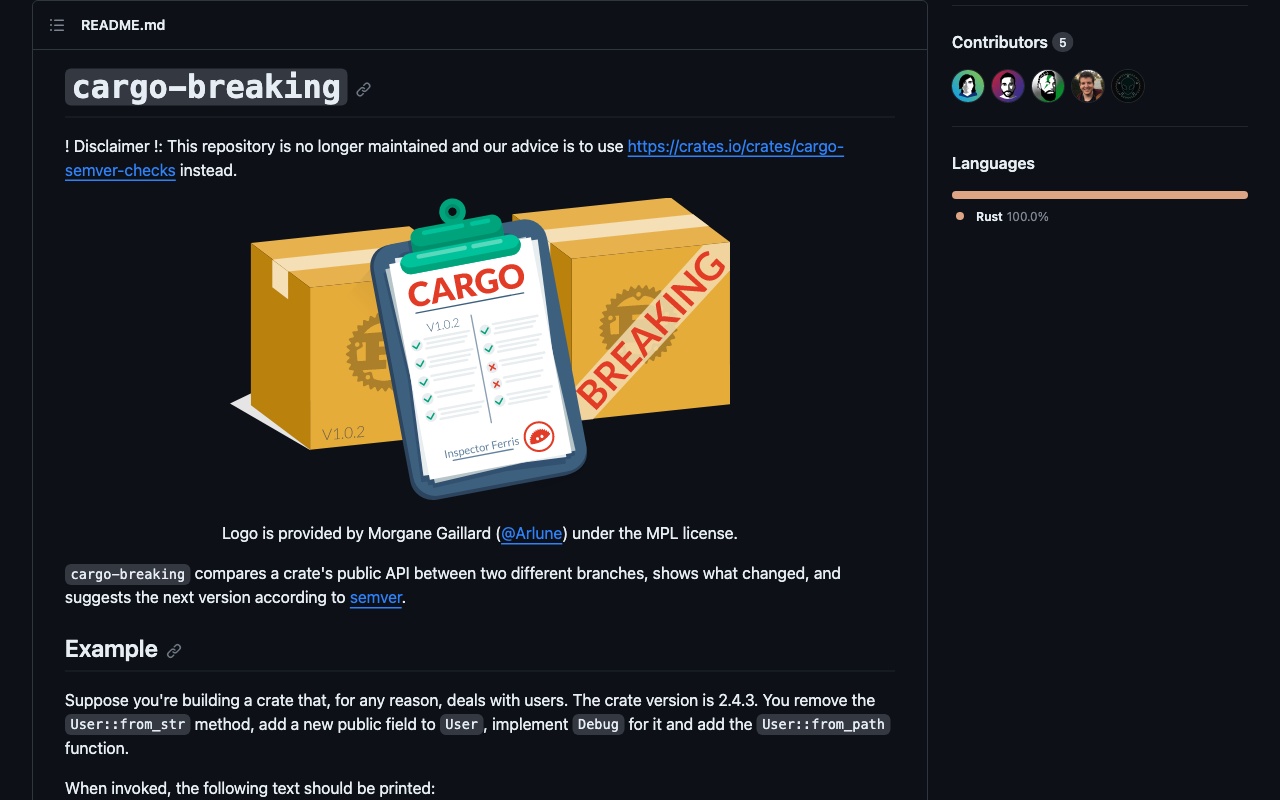 README.md
cargo-breaking
! Disclaimer !: This repository is no longer maintained and our advice is to use https://crates.io/crates/cargo-
semver-checks instead.
CARGO
V1.0.2
Inspector Ferris
V1.0.2
BREAKING
Logo is provided by Morgane Gaillard (@Arlune) under the MPL license.
cargo-breaking compares a crate's public API between two different branches, shows what changed, and
suggests the next version according to semver.
Example
Suppose you're building a crate that, for any reason, deals with users. The crate version is 2.4.3. You remove the
User::from_str method, add a new public field to User, implement Debug for it and add the User::from_path
function.
When invoked, the following text should be printed:
Contributors 5
Languages
Rust 100.0%